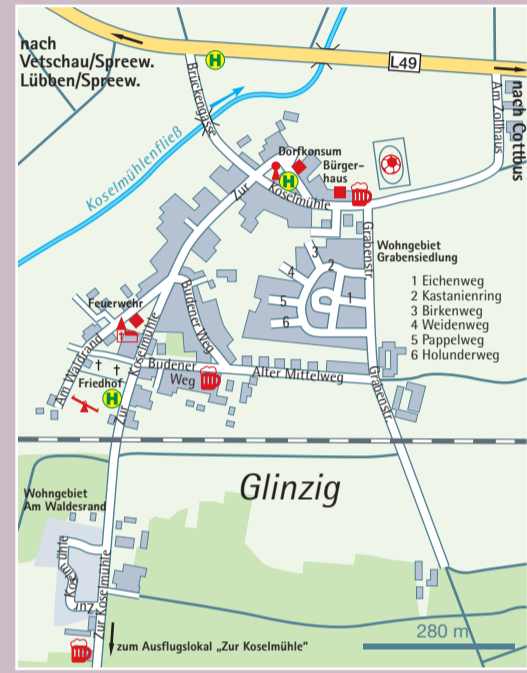 nach
Vetschau/Spreew.
Lübben/Spreew.
H
L49
nach Cottbus
Am Zollhaus
Brückengasse
Koselmühlenfließ
Dorfkonsum
H
Bürger-
haus
Zur
Koselmühle
Grabenstr.
Wohngebiet
Grabensiedlung
1 Eichenweg
2 Kastanienring
3 Birkenweg
4 Weidenweg
5 Pappelweg
6 Holunderweg
3
2
4
1
5
6
Feuerwehr
Budener Weg
Zur Koselmühle
Am Waldrand
Budener
Weg
Alter Mittelweg
Friedhof
H
Grabenstr.
Glinzig
Wohngebiet
Am Waldesrand
Zur Koselmühle
Zur Koselmühle
280 m
zum Ausflugslokal „Zur Koselmühle"